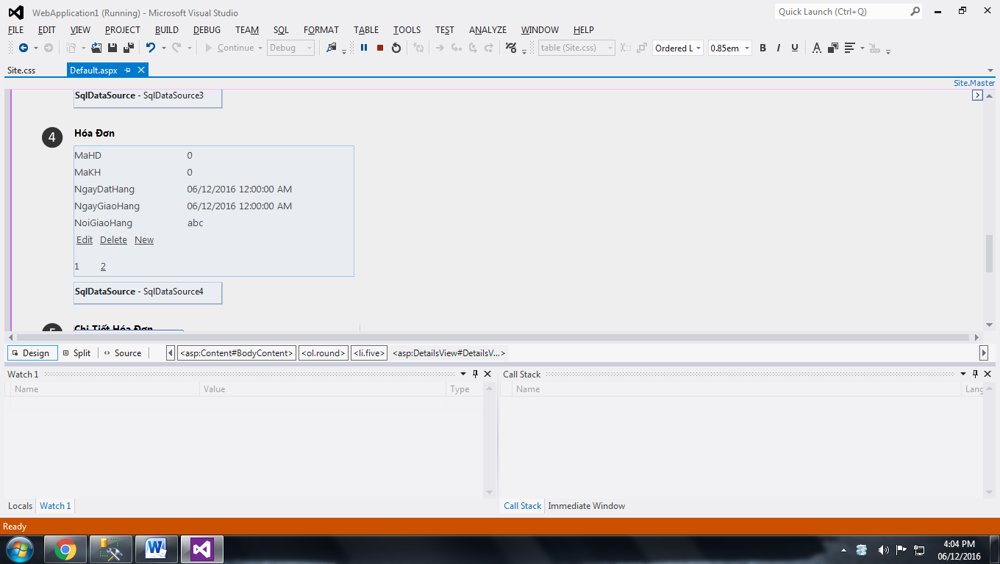 WebApplication1 (Running) - Microsoft Visual Studio
Quick Launch (Ctrl+Q)
FILE EDIT VIEW PROJECT BUILD DEBUG TEAM SQL FORMAT TABLE TOOLS TEST ANALYZE WINDOW HELP
Continue Debug table (Site.css) Ordered L 0.85em B I U A
Site.css Default.aspx
Site.Master
SqlDataSource - SqlDataSource3
4 Hóa Đơn
MaHD 0
MaKH 0
NgayDatHang 06/12/2016 12:00:00 AM
NgayGiaoHang 06/12/2016 12:00:00 AM
NoiGiaoHang abc
Edit Delete New
1 2
SqlDataSource - SqlDataSource4
5 Chi Tiết Hóa Đơn
Design Split Source <asp:Content#BodyContent> <ol.round> <li.five> <asp:DetailsView#DetailsV...>
Watch 1 Call Stack
Name Value Type Name Lang
Locals Watch 1 Call Stack Immediate Window
Ready
4:04 PM
06/12/2016